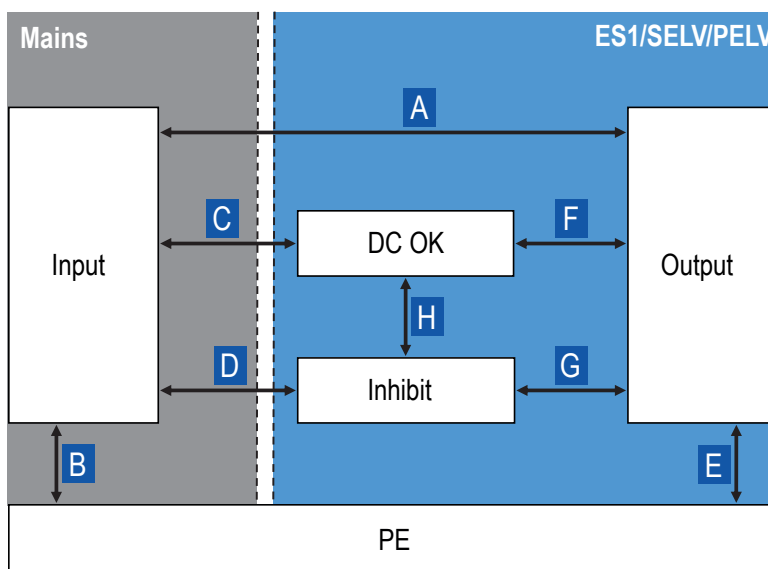 Mains
ES1/SELV/PELV
A
C
DC OK
F
Input
Output
H
D
Inhibit
G
B
E
PE